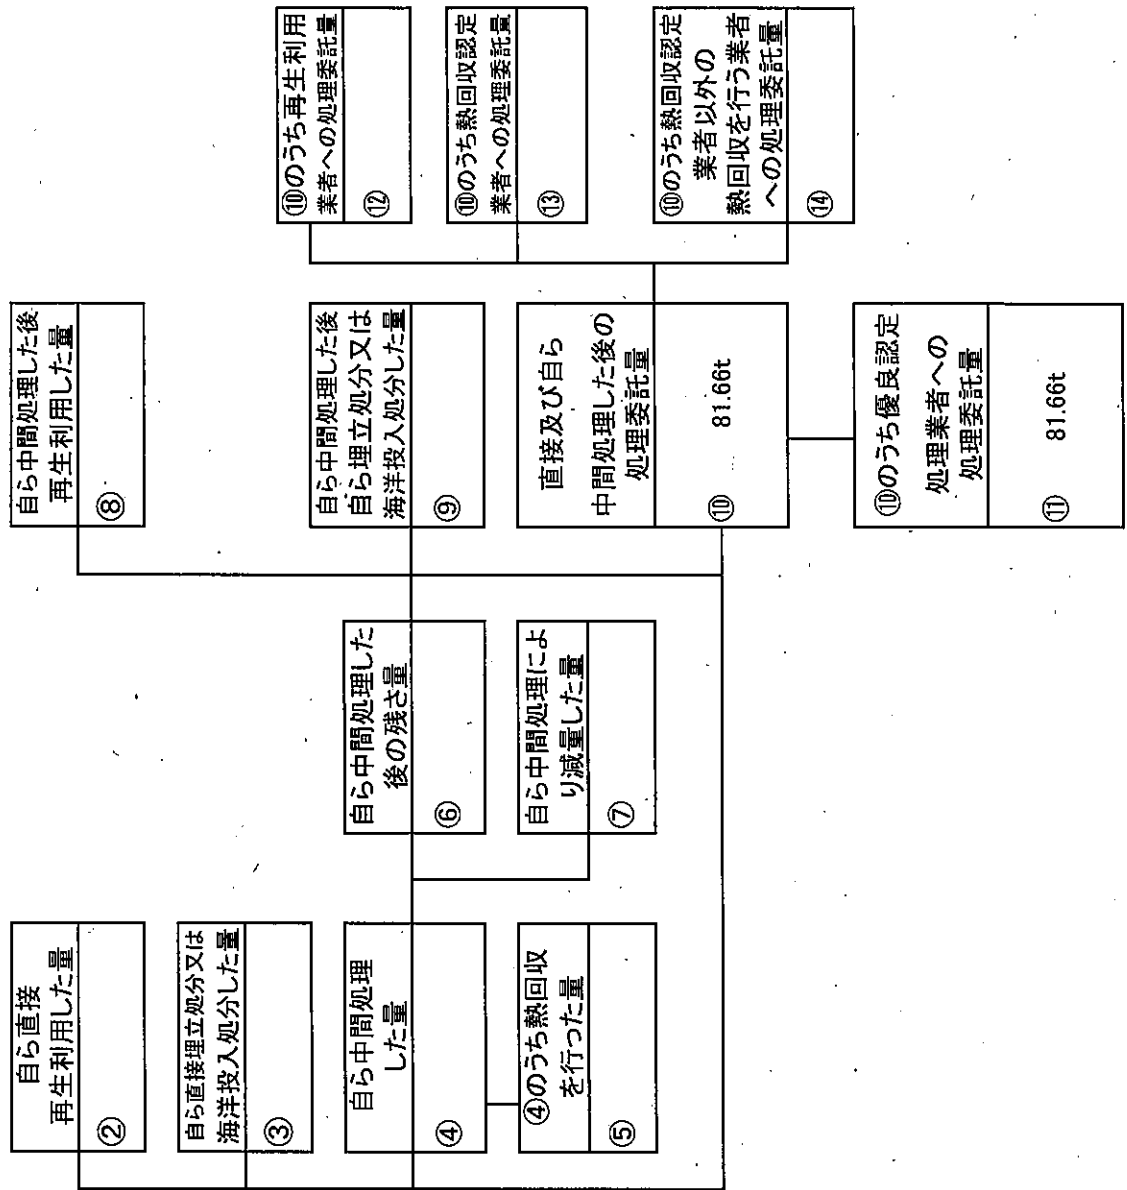 自ら直接
再生利用した量
②
自ら直接埋立処分又は
海洋投入処分した量
③
自ら中間処理
した量
④
④のうち熱回収
を行った量
⑤
自ら中間処理した
後の残さ量
⑥
自ら中間処理によ
り減量した量
⑦
自ら中間処理した後
再生利用した量
⑧
自ら中間処理した後
自ら埋立処分又は
海洋投入処分した量
⑨
直接及び自ら
中間処理した後の
処理委託量
⑩ 81.66t
⑩のうち優良認定
処理業者への
処理委託量
⑪ 81.66t
⑩のうち再生利用
業者への処理委託量
⑫
⑩のうち熱回収認定
業者への処理委託量
⑬
⑩のうち熱回収認定
業者以外の
熱回収を行う業者
への処理委託量
⑭